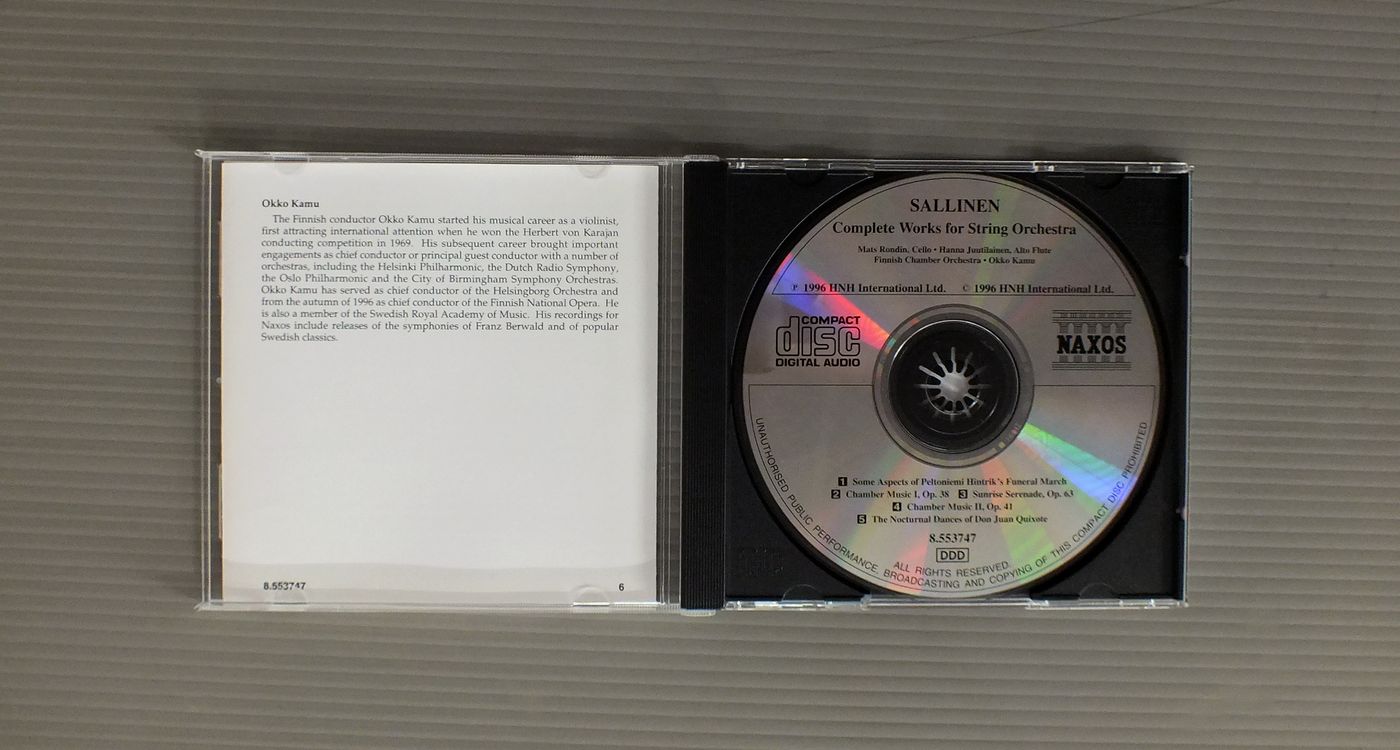 Okko Kamu
The Finnish conductor Okko Kamu started his musical career as a violinist,
first attracting international attention when he won the Herbert von Karajan
conducting competition in 1969. His subsequent career brought important
engagements as chief conductor or principal guest conductor with a number of
orchestras, including the Helsinki Philharmonic, the Dutch Radio Symphony,
the Oslo Philharmonic and the City of Birmingham Symphony Orchestras.
Okko Kamu has served as chief conductor of the Helsingborg Orchestra and
from the autumn of 1996 as chief conductor of the Finnish National Opera. He
is also a member of the Swedish Royal Academy of Music. His recordings for
Naxos include releases of the symphonies of Franz Berwald and of popular
Swedish classics.
8.553747
6
SALLINEN
Complete Works for String Orchestra
Mats Rondin, Cello • Hanna Juutilainen, Alto Flute
Finnish Chamber Orchestra • Okko Kamu
℗ 1996 HNH International Ltd. © 1996 HNH International Ltd.
COMPACT
disc
DIGITAL AUDIO
NAXOS
1 Some Aspects of Peltoniemi Hintrik's Funeral March
2 Chamber Music I, Op. 38 3 Sunrise Serenade, Op. 63
4 Chamber Music II, Op. 41
5 The Nocturnal Dances of Don Juan Quixote
8.553747
DDD
ALL RIGHTS RESERVED
UNAUTHORISED PUBLIC PERFORMANCE, BROADCASTING AND COPYING OF THIS COMPACT DISC PROHIBITED